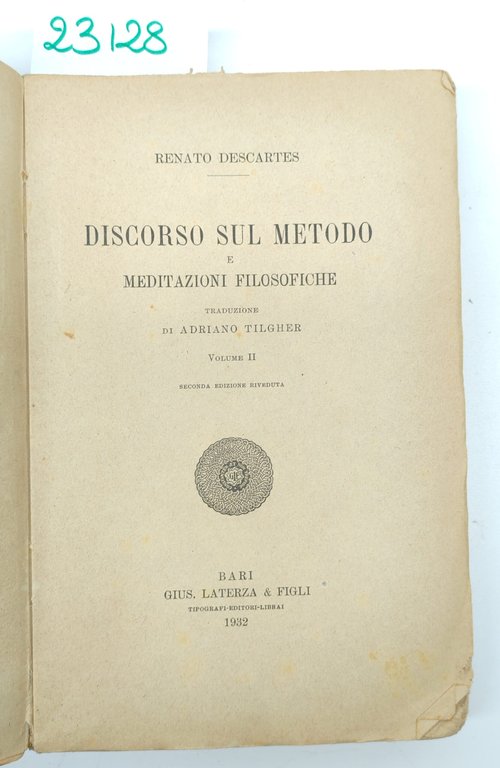 23128
RENATO DESCARTES
DISCORSO SUL METODO
E
MEDITAZIONI FILOSOFICHE
TRADUZIONE
DI ADRIANO TILGHER
VOLUME II
SECONDA EDIZIONE RIVEDUTA
BARI
GIUS. LATERZA & FIGLI
TIPOGRAFI-EDITORI-LIBRAI
1932